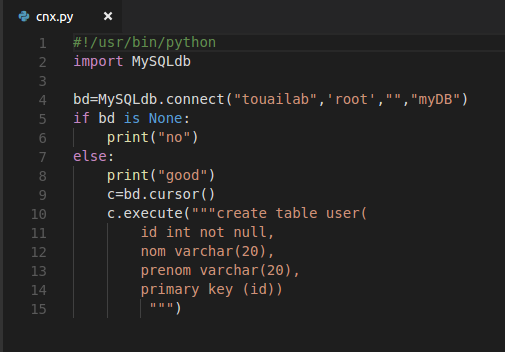 cnx.py ×
1 #!/usr/bin/python
2 import MySQLdb
3
4 bd=MySQLdb.connect("touailab",'root',"","myDB")
5 if bd is None:
6     print("no")
7 else:
8     print("good")
9     c=bd.cursor()
10     c.execute("""create table user(
11         id int not null,
12         nom varchar(20),
13         prenom varchar(20),
14         primary key (id))
15          """)